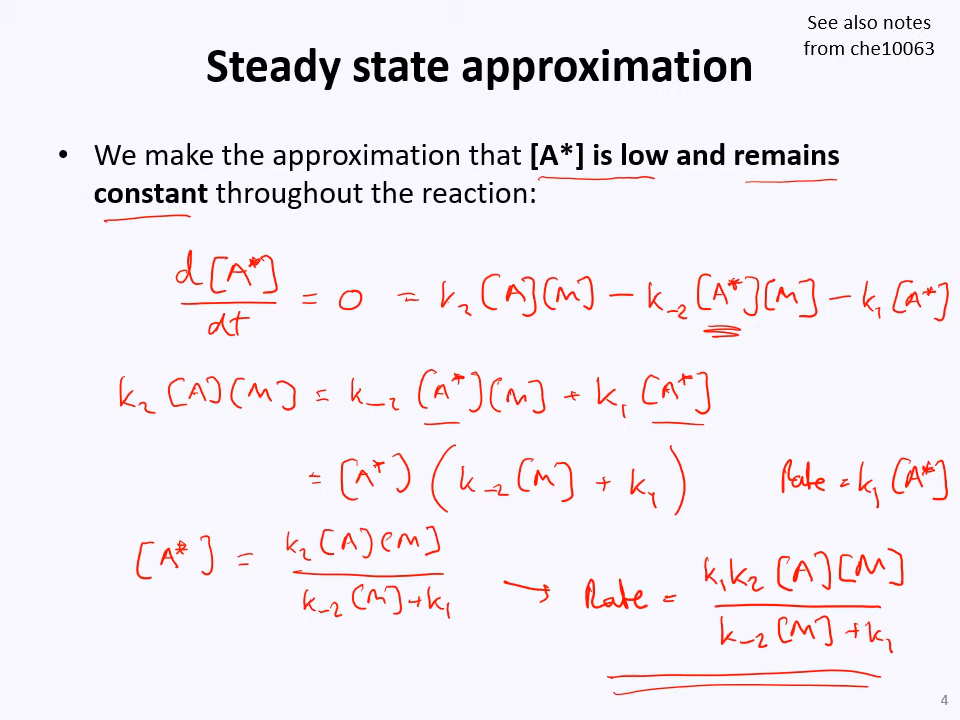 See also notes
from che10063
Steady state approximation
• We make the approximation that [A*] is low and remains
constant throughout the reaction:
d[A*]/dt = 0 = k₂[A][M] − k₋₂[A*][M] − k₁[A*]
k₂[A][M] = k₋₂[A*][M] + k₁[A*]
= [A*](k₋₂[M] + k₁)
Rate = k₁[A*]
[A*] = k₂[A][M] / k₋₂[M] + k₁
→ Rate = k₁k₂[A][M] / k₋₂[M] + k₁
4